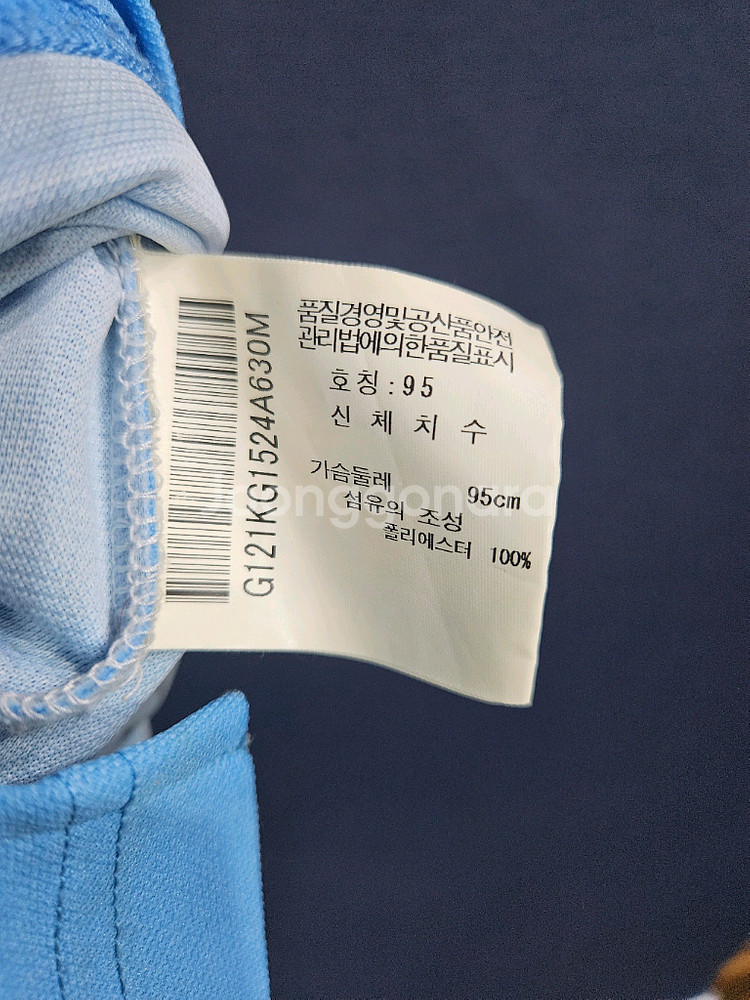 품질경영및공산품안전
관리법에의한품질표시
호칭:95
신 체 치 수
가슴둘레 95cm
섬유의 조성
폴리에스터 100%
G121KG1524A630M
Joonggonara